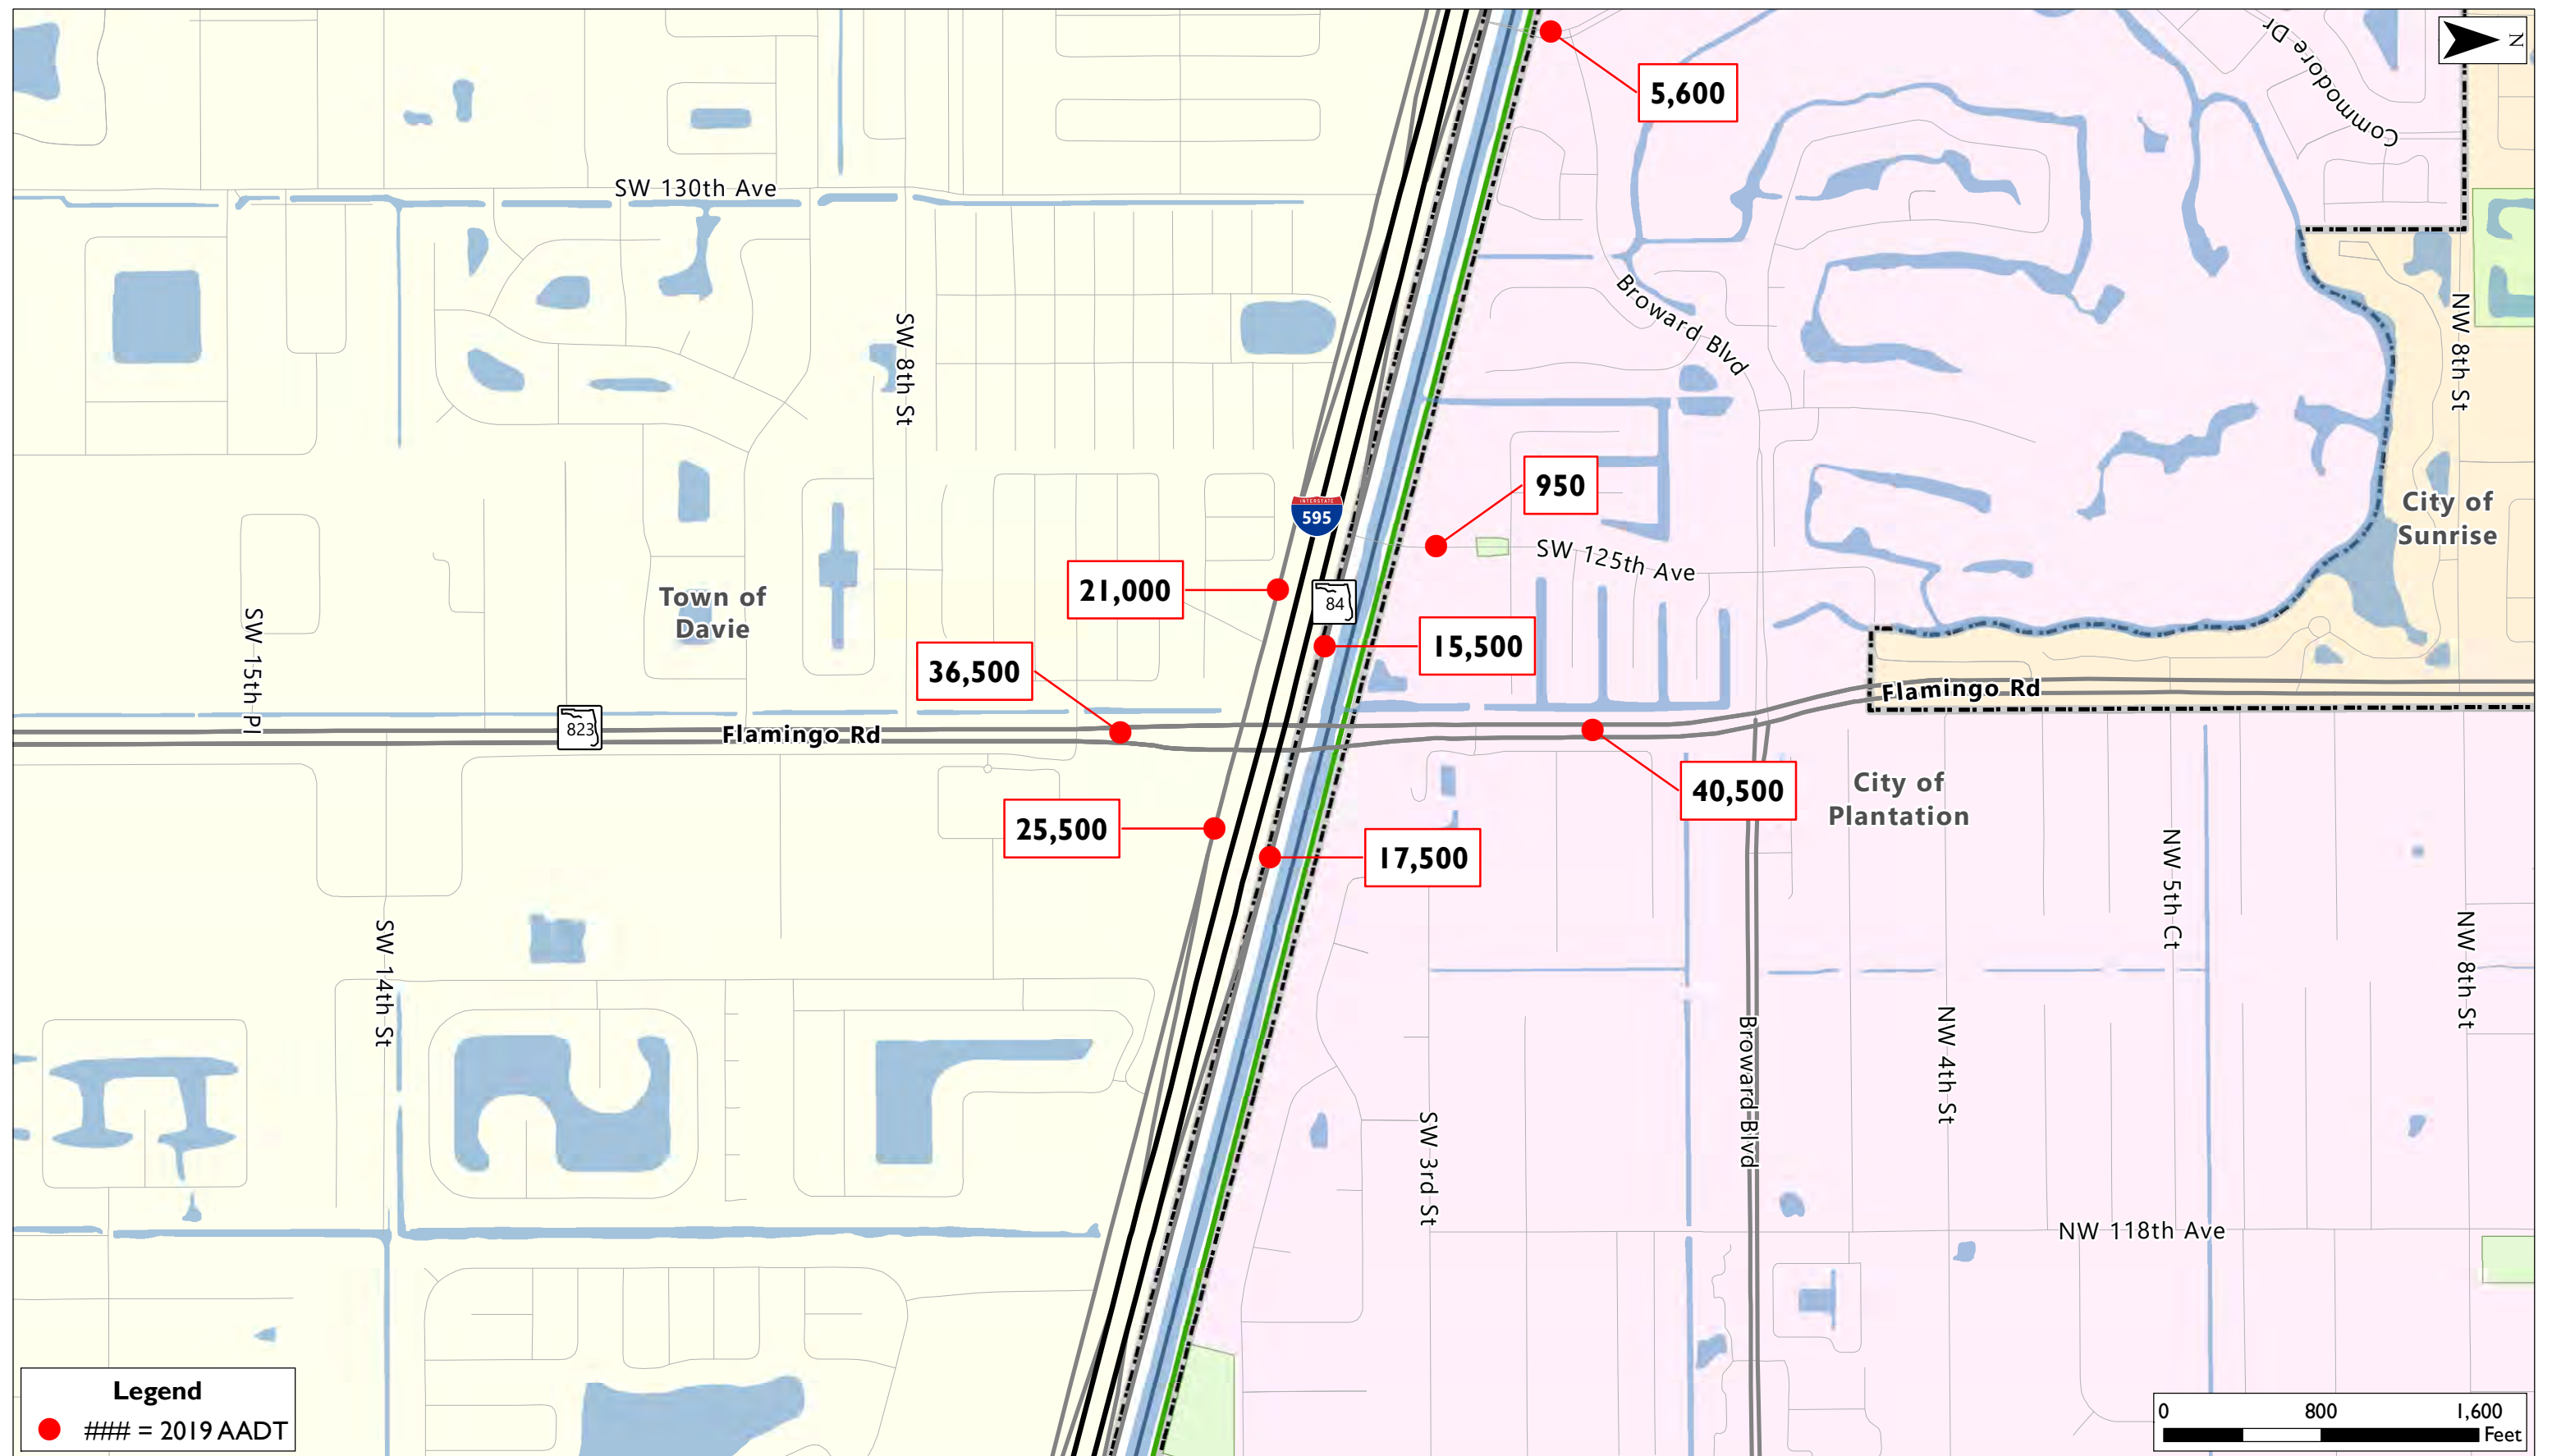 Commodore Dr
N
5,600
SW 130th Ave
Broward Blvd
SW 8th St
NW 8th St
950
INTERSTATE
595
City of
Sunrise
SW 125th Ave
21,000
84
Town of
Davie
15,500
36,500
SW 15th Pl
Flamingo Rd
823
Flamingo Rd
40,500
City of
Plantation
25,500
17,500
NW 5th Ct
SW 14th St
NW 8th St
Broward Blvd
NW 4th St
SW 3rd St
NW 118th Ave
Legend
### = 2019 AADT
0 800 1,600
Feet